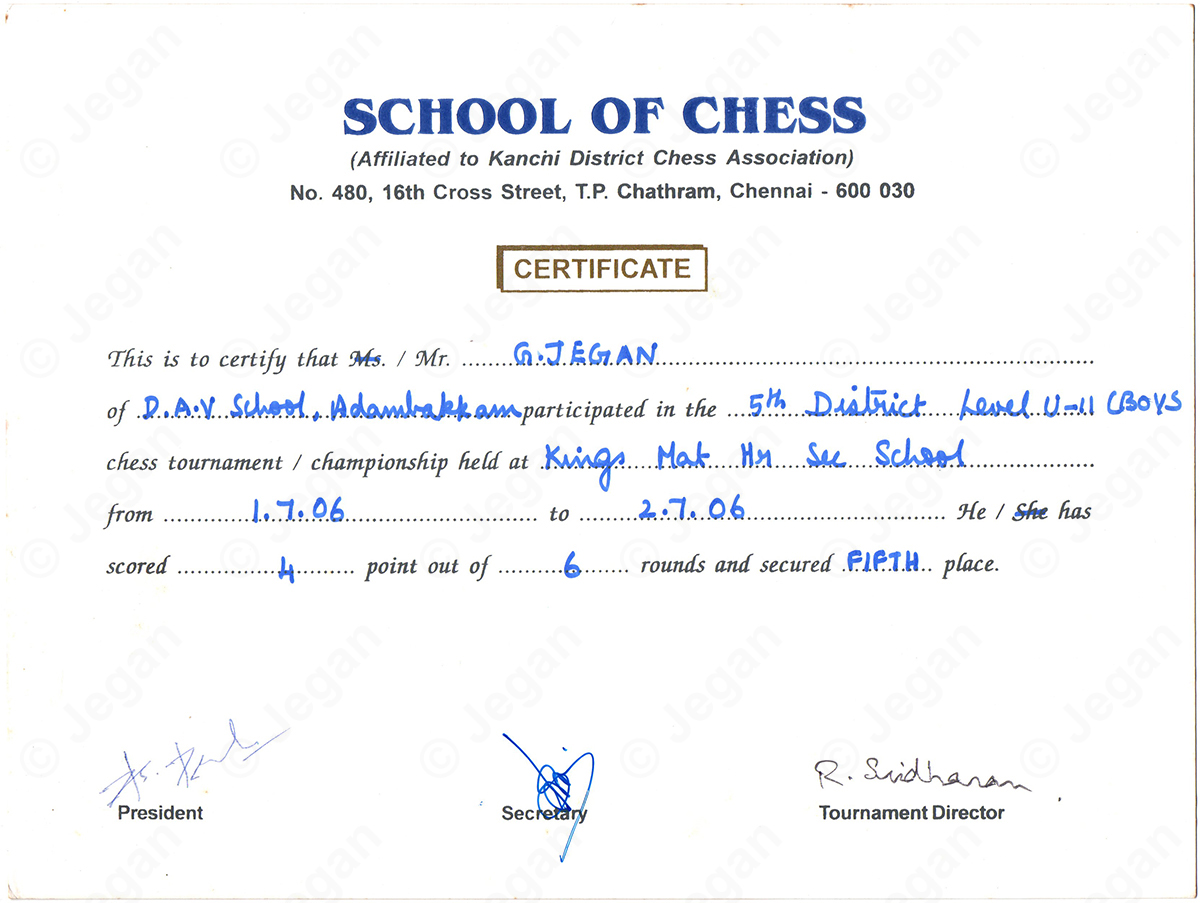 SCHOOL OF CHESS
(Affiliated to Kanchi District Chess Association)
No. 480, 16th Cross Street, T.P. Chathram, Chennai - 600 030
CERTIFICATE
This is to certify that Ms. / Mr. G. JEGAN
of D.A.V School, Adambakkam participated in the 5th District Level U-11 (BOYS
chess tournament / championship held at Kings Mat Hr Sec School
from 1.7.06 to 2.7.06 He / She has
scored 4 point out of 6 rounds and secured FIFTH place.
R. Sridharan
President Secretary Tournament Director
© Jegan